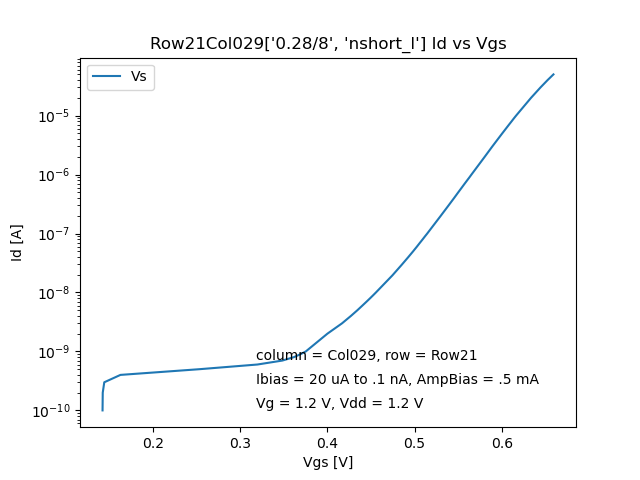 Row21Col029['0.28/8', 'nshort_l'] Id vs Vgs
Vs
10⁻⁵
10⁻⁶
10⁻⁷
10⁻⁸
10⁻⁹
10⁻¹⁰
Id [A]
column = Col029, row = Row21
Ibias = 20 uA to .1 nA, AmpBias = .5 mA
Vg = 1.2 V, Vdd = 1.2 V
0.2 0.3 0.4 0.5 0.6
Vgs [V]